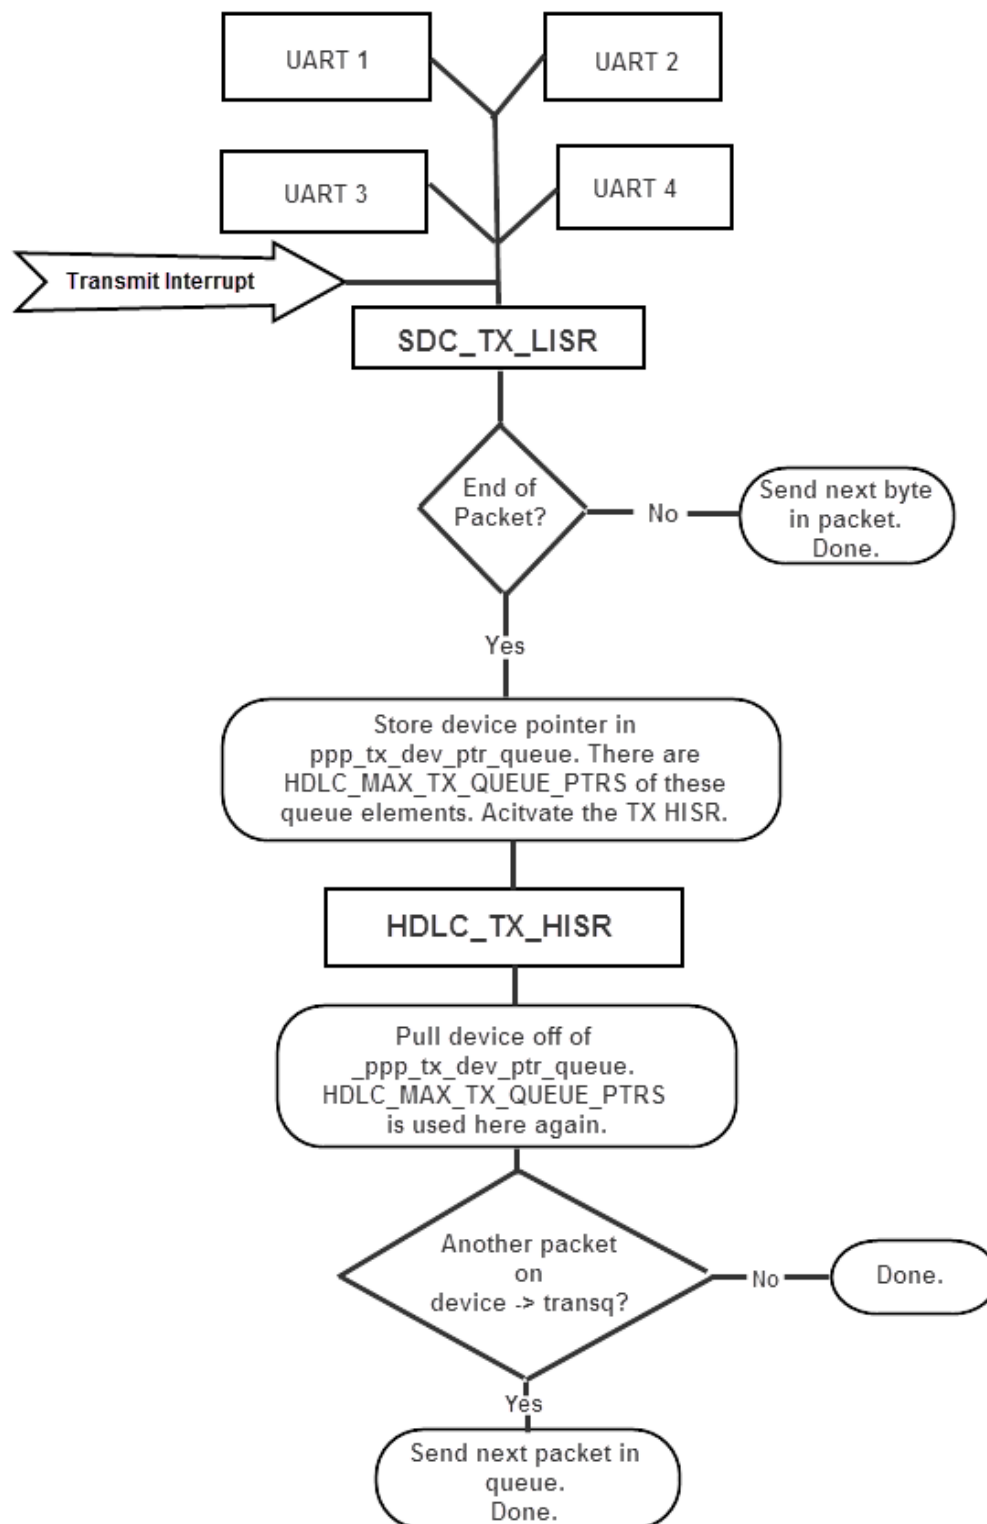 UART 1
UART 2
UART 3
UART 4
Transmit Interrupt
SDC_TX_LISR
End of
Packet?
No
Send next byte
in packet.
Done.
Yes
Store device pointer in
ppp_tx_dev_ptr_queue. There are
HDLC_MAX_TX_QUEUE_PTRS of these
queue elements. Acitvate the TX HISR.
HDLC_TX_HISR
Pull device off of
_ppp_tx_dev_ptr_queue.
HDLC_MAX_TX_QUEUE_PTRS
is used here again.
Another packet
on
device -> transq?
No
Done.
Yes
Send next packet in
queue.
Done.